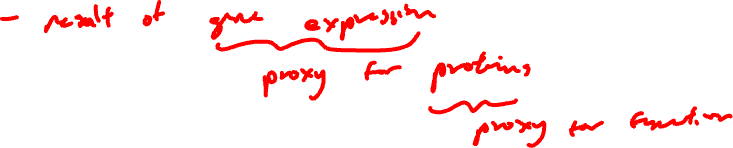 - result of gene expression
proxy for proteins
proxy for function